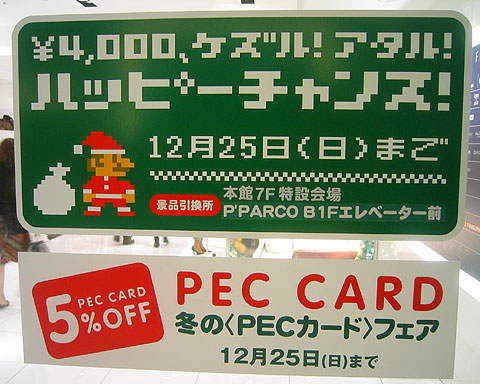 ¥4,000、ケズル！アタル！
ハッピーチャンス！
12月25日(日)まで
景品引換所
本館7F 特設会場
P'PARCO B1Fエレベーター前
PEC CARD
5%OFF
PEC CARD
冬の〈PECカード〉フェア
12月25日(日)まで